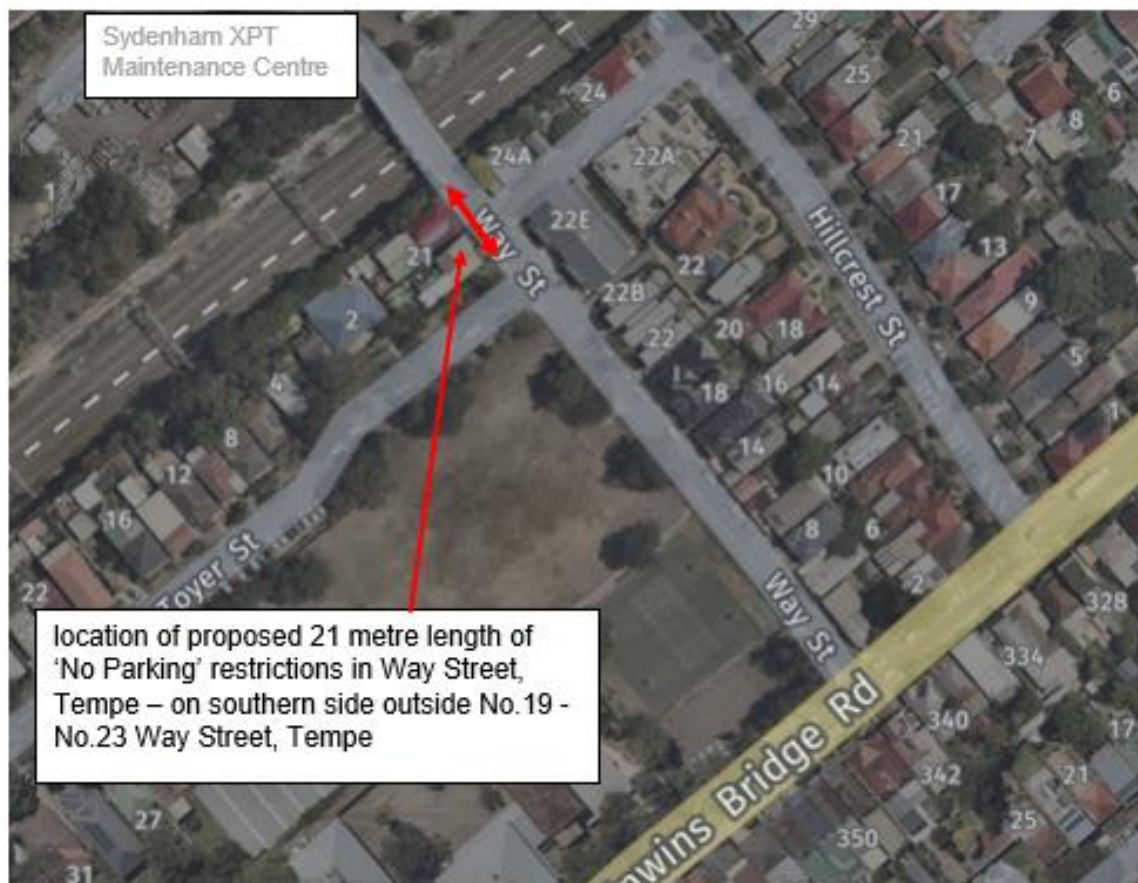 Sydenham XPT
Maintenance Centre
29
25
6
24
8
7
21
24A
22A
17
1
Way St
22E
Hillcrest St
13
21
22
9
2
22B
20
18
5
22
4
18
16
14
1
8
14
12
10
16
8
6
Toyer St
22
2
Way St
328
334
location of proposed 21 metre length of
‘No Parking’ restrictions in Way Street,
Tempe – on southern side outside No.19 -
No.23 Way Street, Tempe
340
17
342
21
27
25
350
nwins Bridge Rd
31